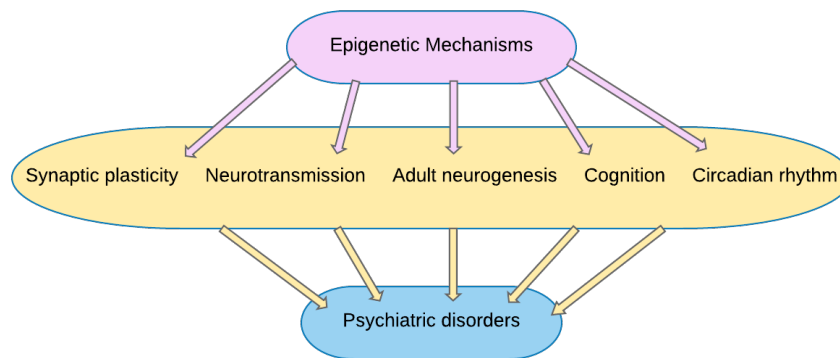 Epigenetic Mechanisms
Synaptic plasticity Neurotransmission Adult neurogenesis Cognition Circadian rhythm
Psychiatric disorders